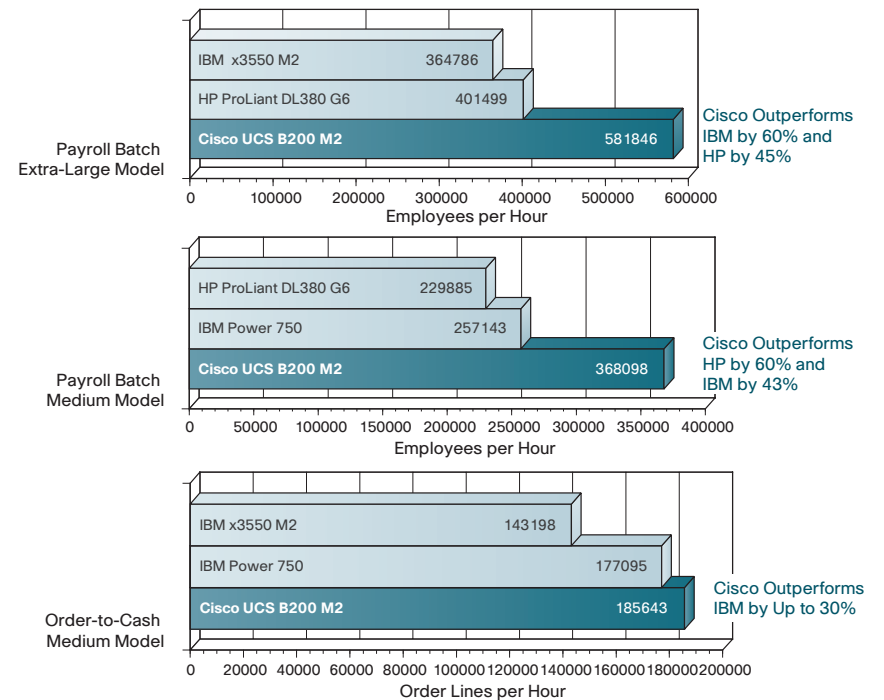 IBM x3550 M2 364786
HP ProLiant DL380 G6 401499
Cisco UCS B200 M2 581846
Payroll Batch
Extra-Large Model
Cisco Outperforms
IBM by 60% and
HP by 45%
0 100000 200000 300000 400000 500000 600000
Employees per Hour
HP ProLiant DL380 G6 229885
IBM Power 750 257143
Cisco UCS B200 M2 368098
Payroll Batch
Medium Model
Cisco Outperforms
HP by 60% and
IBM by 43%
0 50000 100000 150000 200000 250000 300000 350000 400000
Employees per Hour
IBM x3550 M2 143198
IBM Power 750 177095
Cisco UCS B200 M2 185643
Order-to-Cash
Medium Model
Cisco Outperforms
IBM by Up to 30%
0 20000 40000 60000 80000 100000 120000 140000 160000 180000 200000
Order Lines per Hour